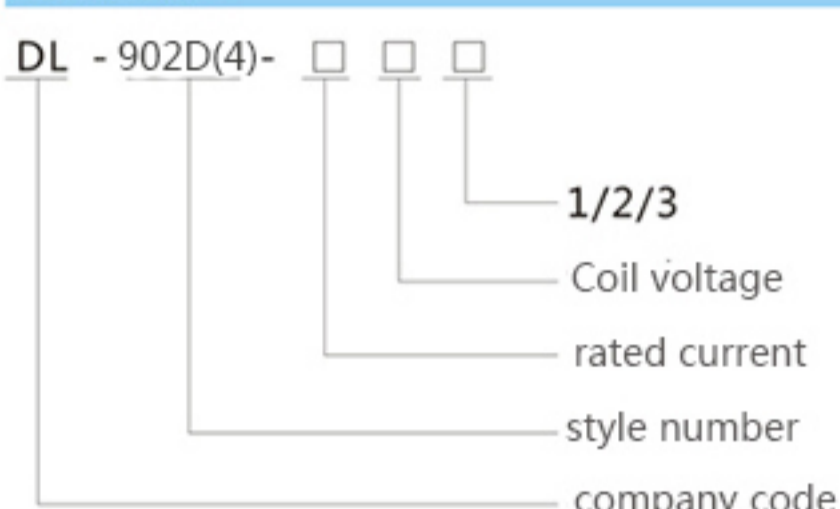 DL - 902D(4)- □ □ □
1/2/3
Coil voltage
rated current
style number
company code